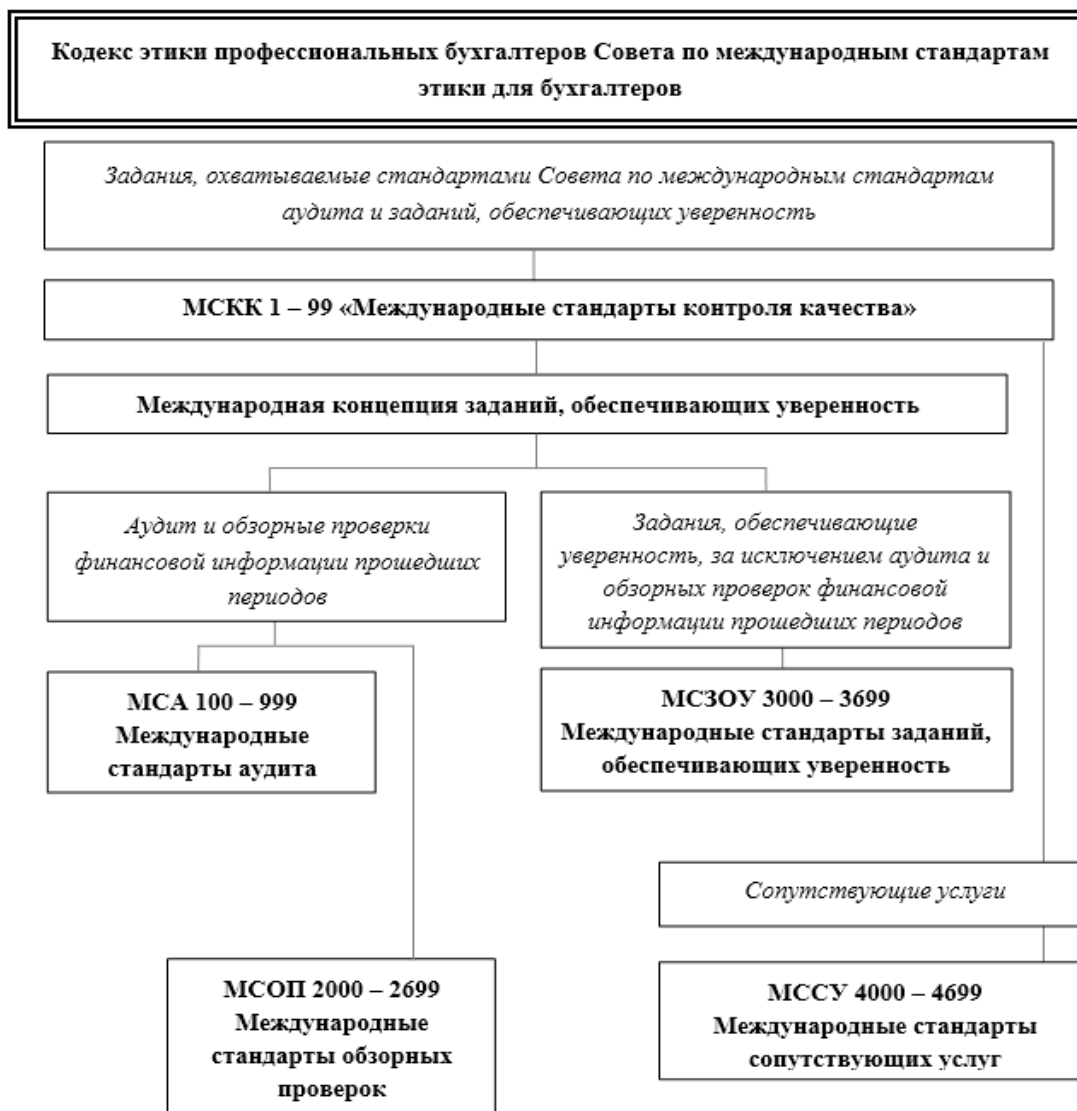 Кодекс этики профессиональных бухгалтеров Совета по международным стандартам
этики для бухгалтеров
Задания, охватываемые стандартами Совета по международным стандартам
аудита и заданий, обеспечивающих уверенность
МСКК 1 – 99 «Международные стандарты контроля качества»
Международная концепция заданий, обеспечивающих уверенность
Аудит и обзорные проверки
финансовой информации прошедших
периодов
Задания, обеспечивающие
уверенность, за исключением аудита и
обзорных проверок финансовой
информации прошедших периодов
МСА 100 – 999
Международные
стандарты аудита
МСЗОУ 3000 – 3699
Международные стандарты заданий,
обеспечивающих уверенность
Сопутствующие услуги
МСОП 2000 – 2699
Международные
стандарты обзорных
проверок
МССУ 4000 – 4699
Международные стандарты
сопутствующих услуг